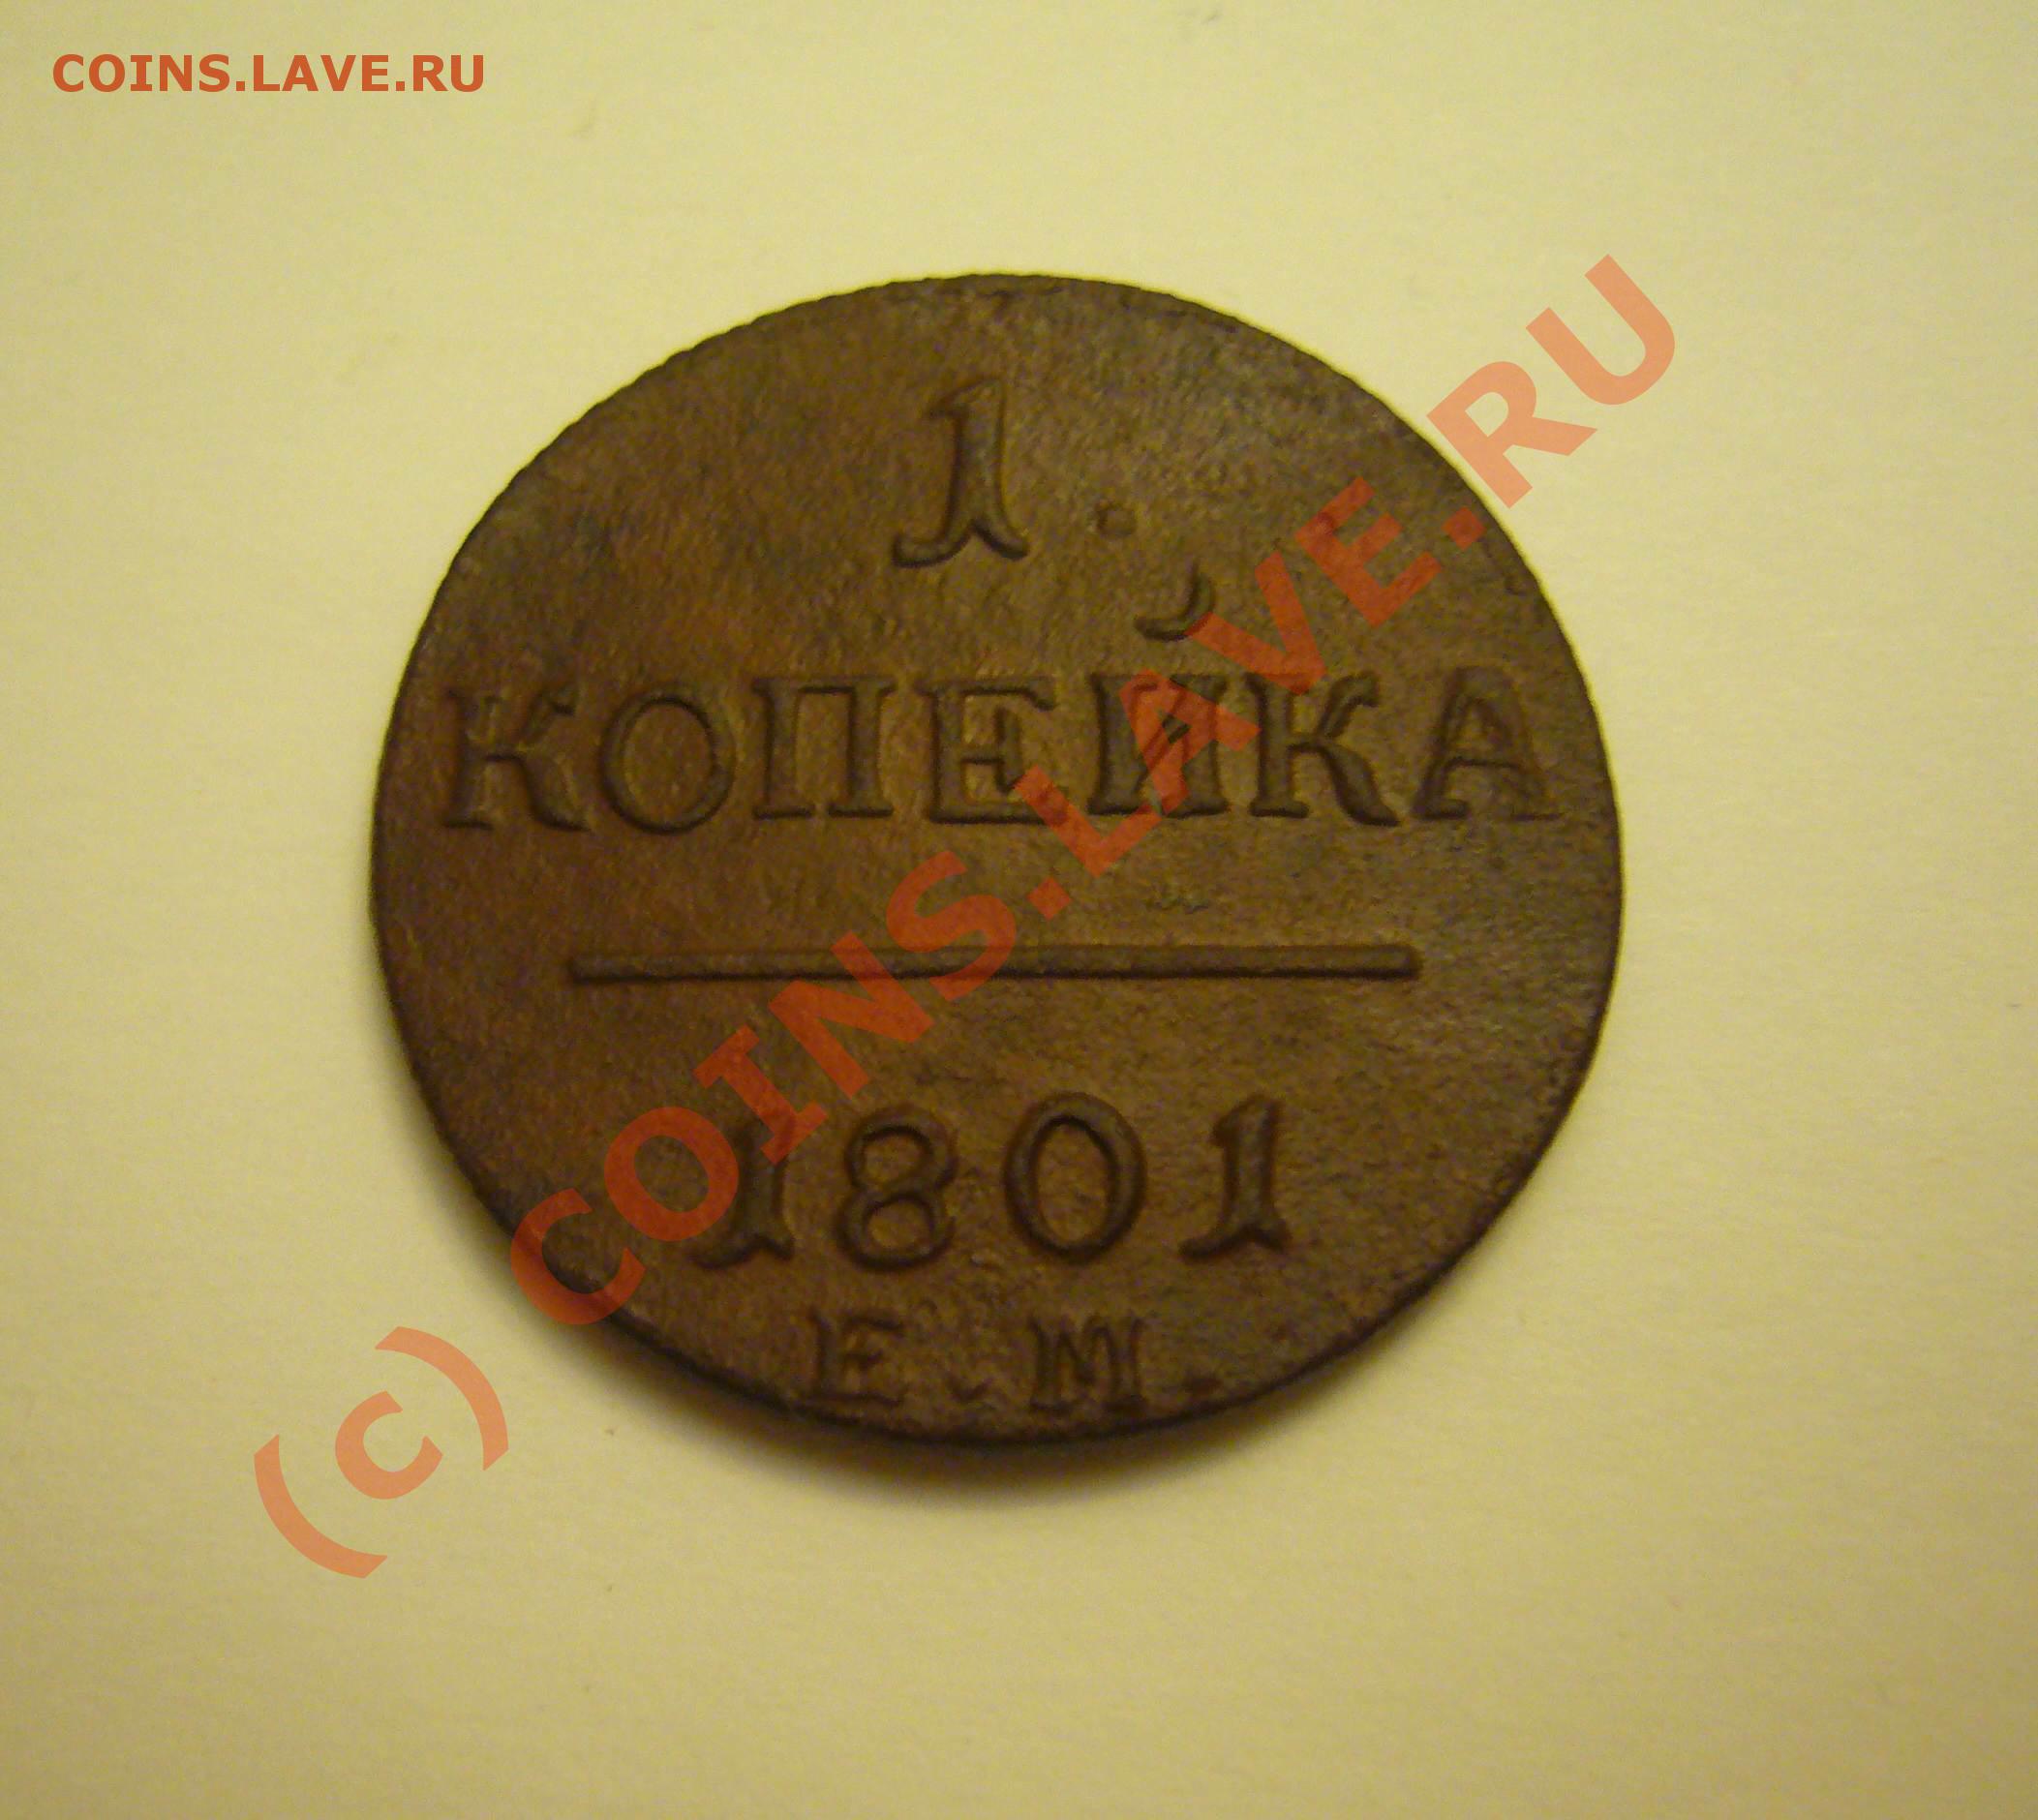 COINS.LAVE.RU
1.
КОПЕЙКА
1801
Е.М.
(c) COINS.LAVE.RU